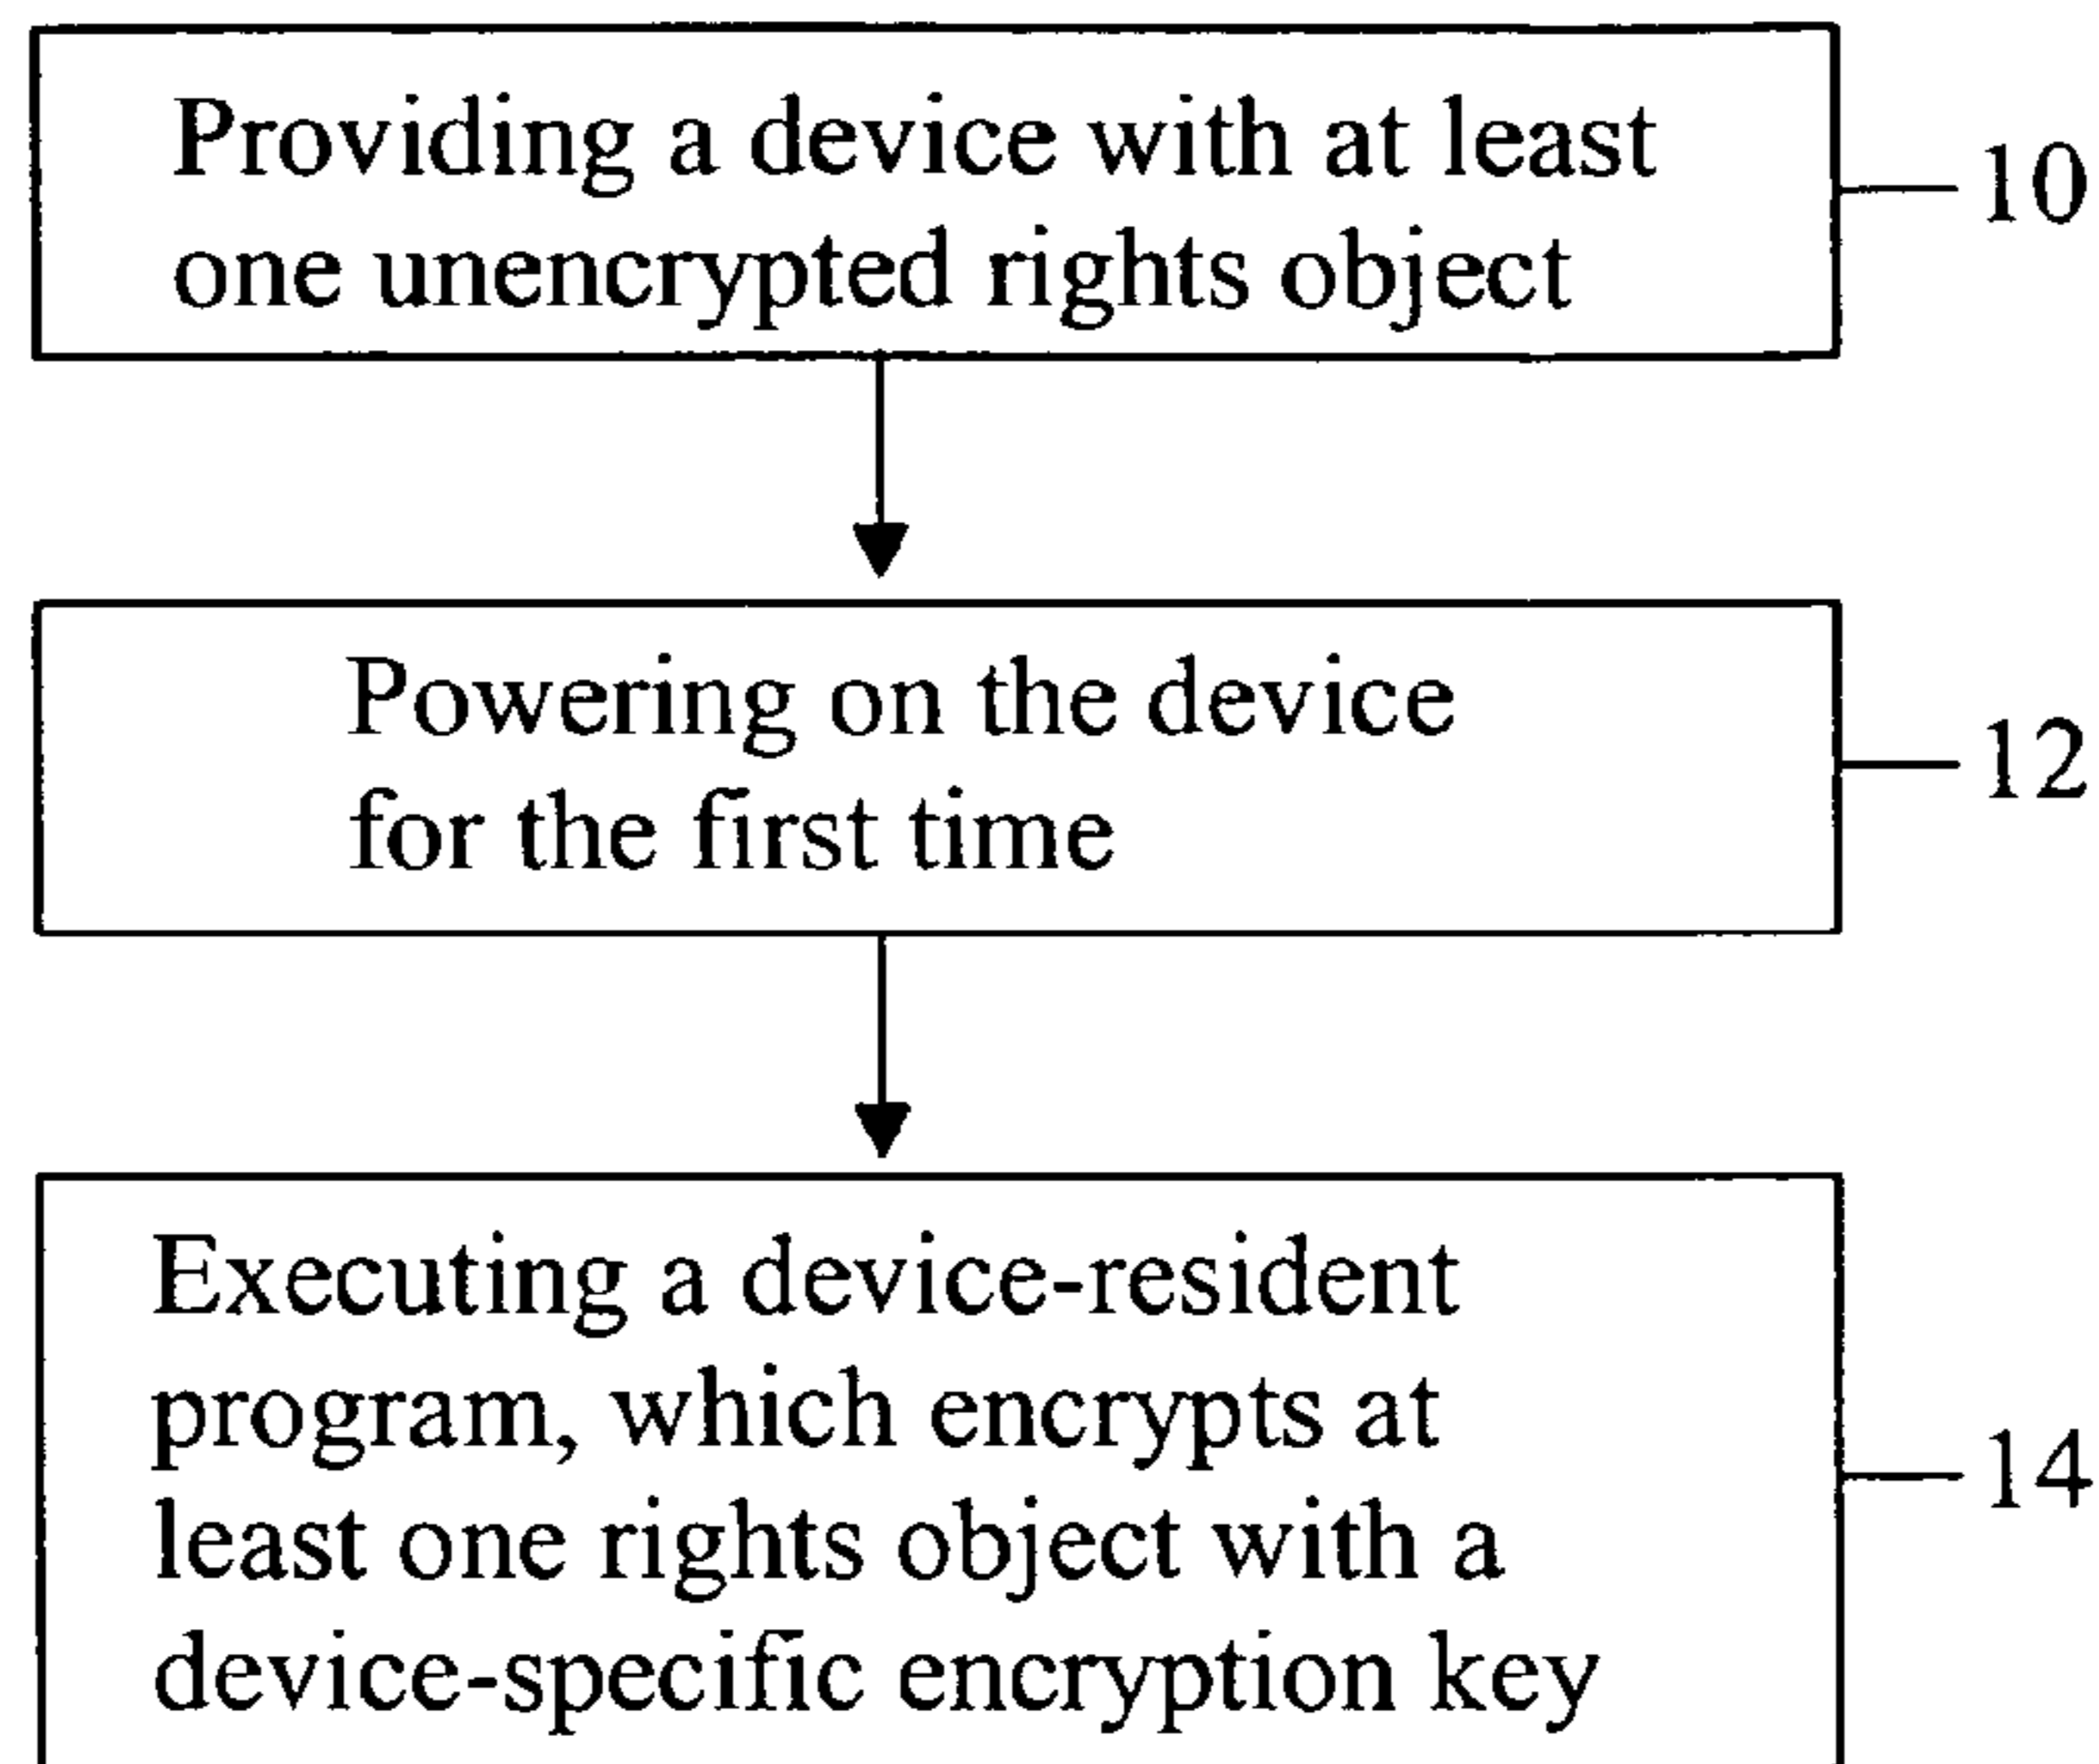 Providing a device with at least
one unencrypted rights object
10
Powering on the device
for the first time
12
Executing a device-resident
program, which encrypts at
least one rights object with a
device-specific encryption key
14